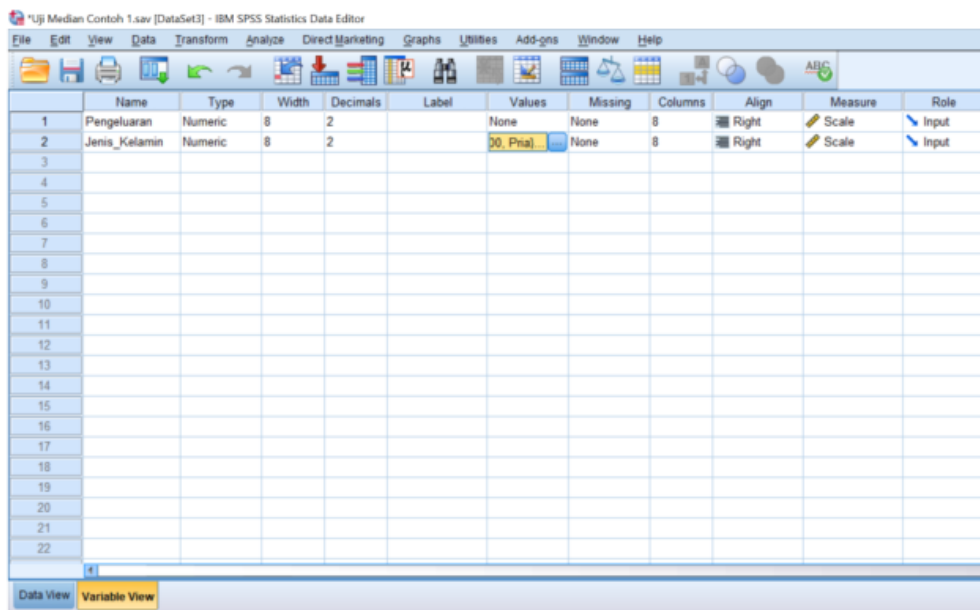 *Uji Median Contoh 1.sav [DataSet3] - IBM SPSS Statistics Data Editor
File Edit View Data Transform Analyze Direct Marketing Graphs Utilities Add-ons Window Help
ABC
Name Type Width Decimals Label Values Missing Columns Align Measure Role
1 Pengeluaran Numeric 8 2 None None 8 Right Scale Input
2 Jenis_Kelamin Numeric 8 2 00, Pria}... ... None 8 Right Scale Input
3
4
5
6
7
8
9
10
11
12
13
14
15
16
17
18
19
20
21
22
Data View Variable View